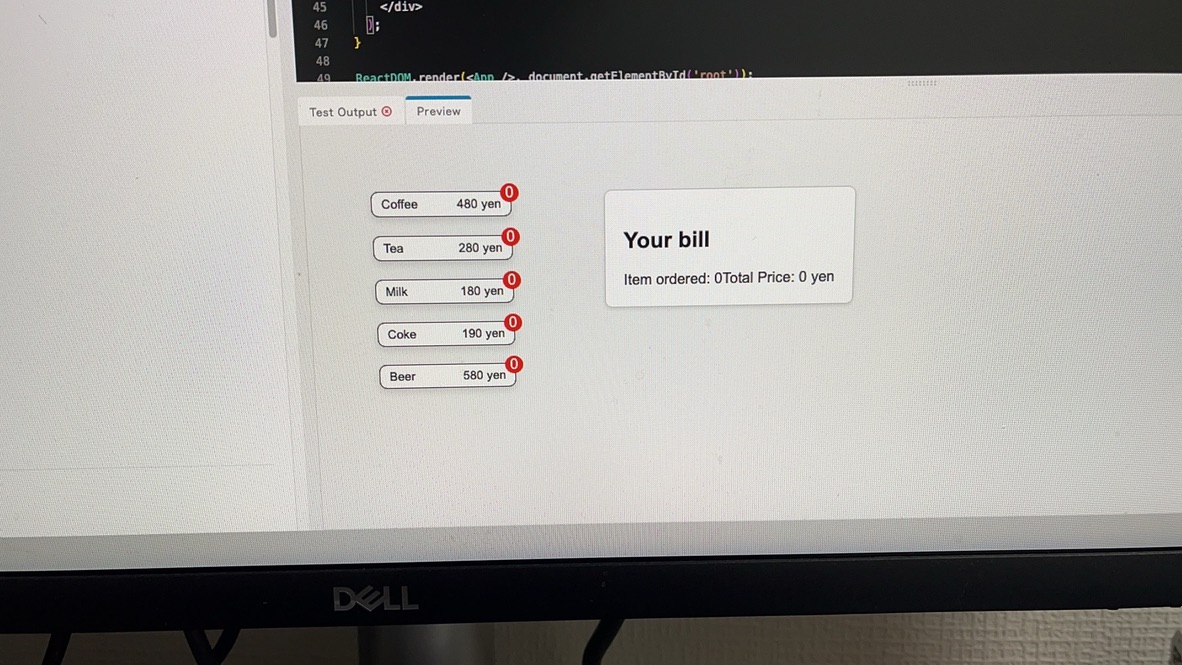 45 </div>
46 );
47 }
48
49 ReactDOM.render(<App />, document.getElementById('root'));
Test Output Preview
Coffee 480 yen 0
Tea 280 yen 0
Milk 180 yen 0
Coke 190 yen 0
Beer 580 yen 0
Your bill
Item ordered: 0Total Price: 0 yen
DELL